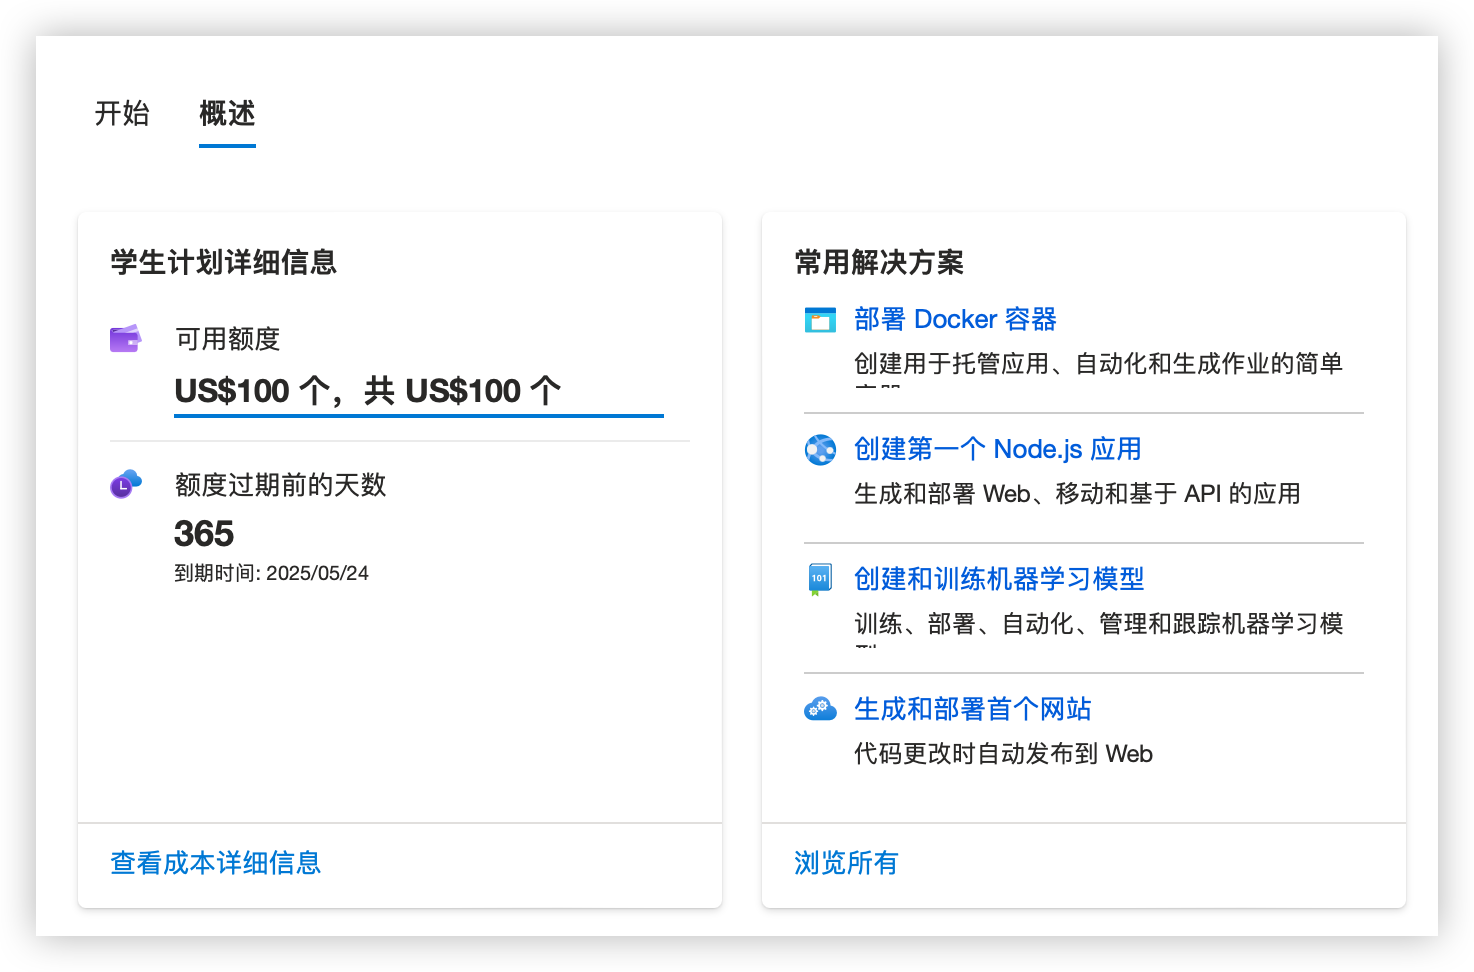 开始
概述
学生计划详细信息
可用额度
US$100 个，共 US$100 个
额度过期前的天数
365
到期时间: 2025/05/24
查看成本详细信息
常用解决方案
部署 Docker 容器
创建用于托管应用、自动化和生成作业的简单
创建第一个 Node.js 应用
生成和部署 Web、移动和基于 API 的应用
101
创建和训练机器学习模型
训练、部署、自动化、管理和跟踪机器学习模
生成和部署首个网站
代码更改时自动发布到 Web
浏览所有